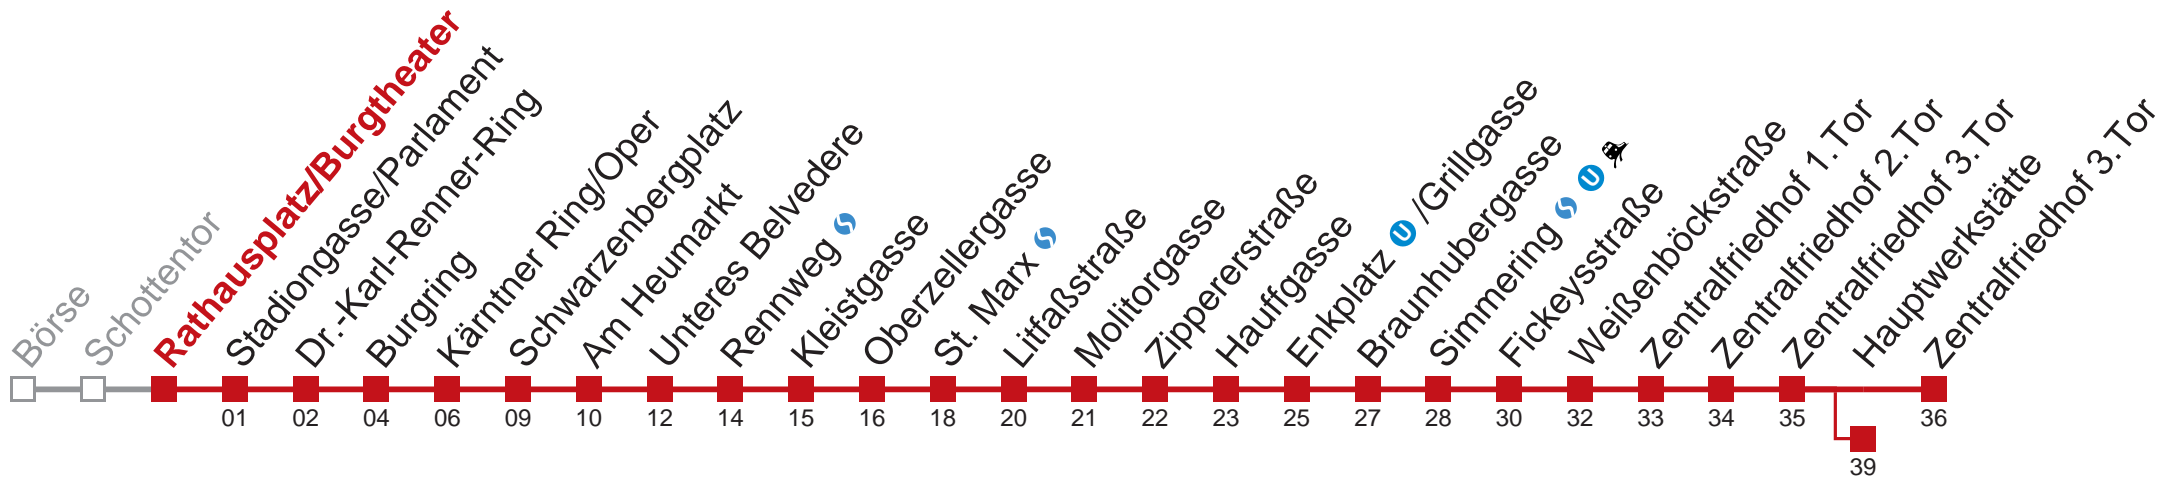 Börse
Schottentor
Rathausplatz/Burgtheater
Stadiongasse/Parlament
Dr.-Karl-Renner-Ring
Burgring
Kärntner Ring/Oper
Schwarzenbergplatz
Am Heumarkt
Unteres Belvedere
Rennweg S
Kleistgasse
Oberzellergasse
St. Marx S
Litfaßstraße
Molitorgasse
Zippererstraße
Hauffgasse
Enkplatz U /Grillgasse
Braunhubergasse
Simmering S U
Fickeysstraße
Weißenböckstraße
Zentralfriedhof 1.Tor
Zentralfriedhof 2.Tor
Zentralfriedhof 3.Tor
Hauptwerkstätte
Zentralfriedhof 3.Tor
01 02 04 06 09 10 12 14 15 16 18 20 21 22 23 25 27 28 30 32 33 34 35 36
39